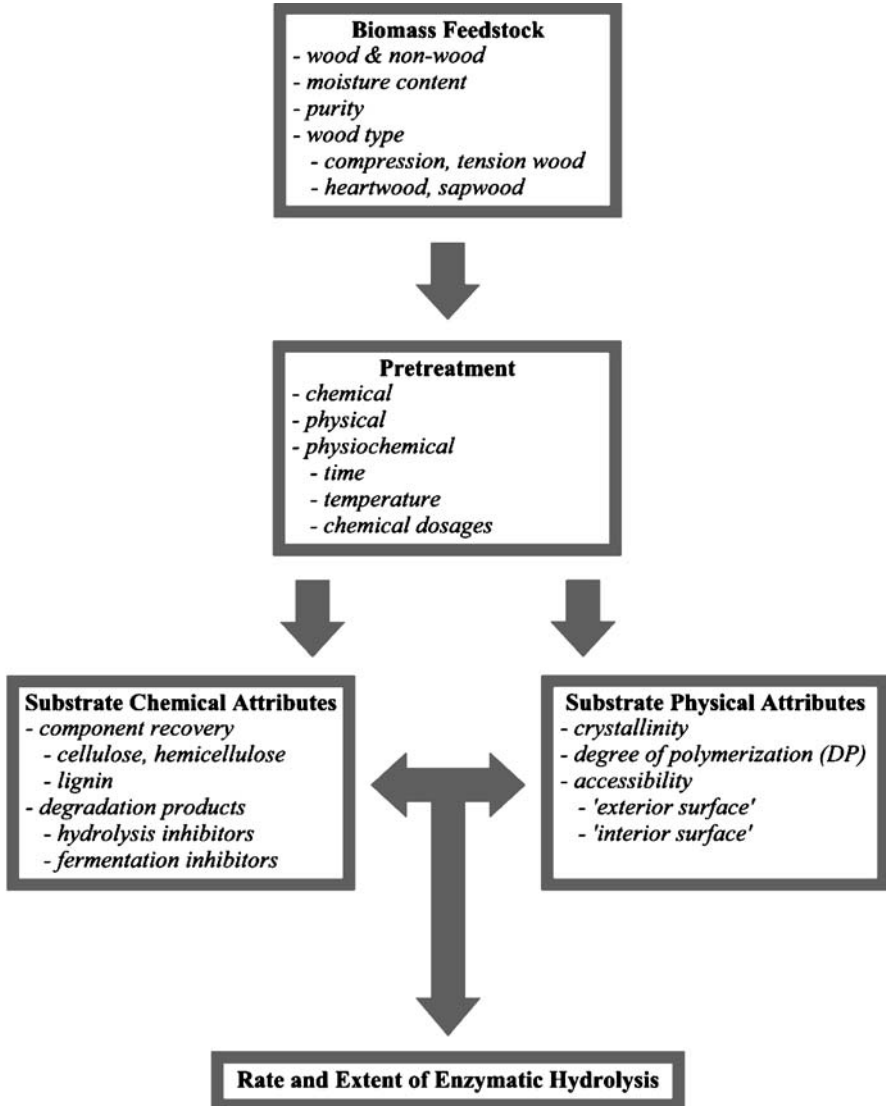 Biomass Feedstock
- wood & non-wood
- moisture content
- purity
- wood type
- compression, tension wood
- heartwood, sapwood
Pretreatment
- chemical
- physical
- physiochemical
- time
- temperature
- chemical dosages
Substrate Chemical Attributes
- component recovery
- cellulose, hemicellulose
- lignin
- degradation products
- hydrolysis inhibitors
- fermentation inhibitors
Substrate Physical Attributes
- crystallinity
- degree of polymerization (DP)
- accessibility
- 'exterior surface'
- 'interior surface'
Rate and Extent of Enzymatic Hydrolysis